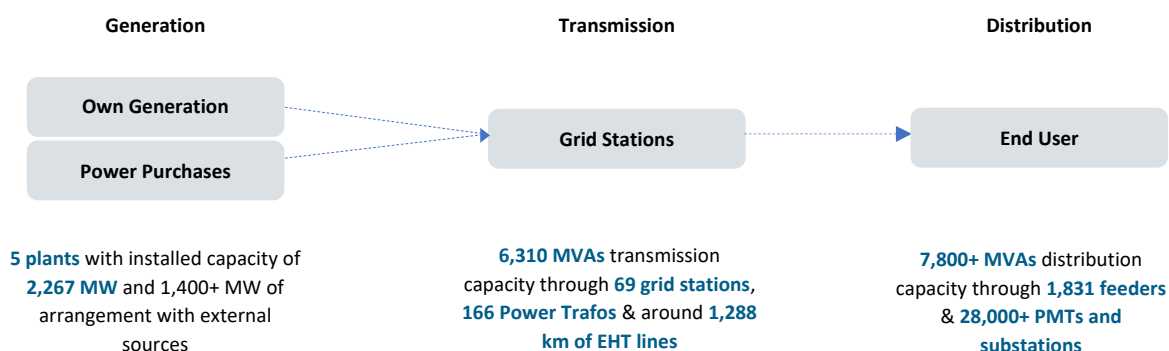 Generation
Transmission
Distribution
Own Generation
Power Purchases
Grid Stations
End User
5 plants with installed capacity of
2,267 MW and 1,400+ MW of
arrangement with external
sources
6,310 MVAs transmission
capacity through 69 grid stations,
166 Power Trafos & around 1,288
km of EHT lines
7,800+ MVAs distribution
capacity through 1,831 feeders
& 28,000+ PMTs and
substations